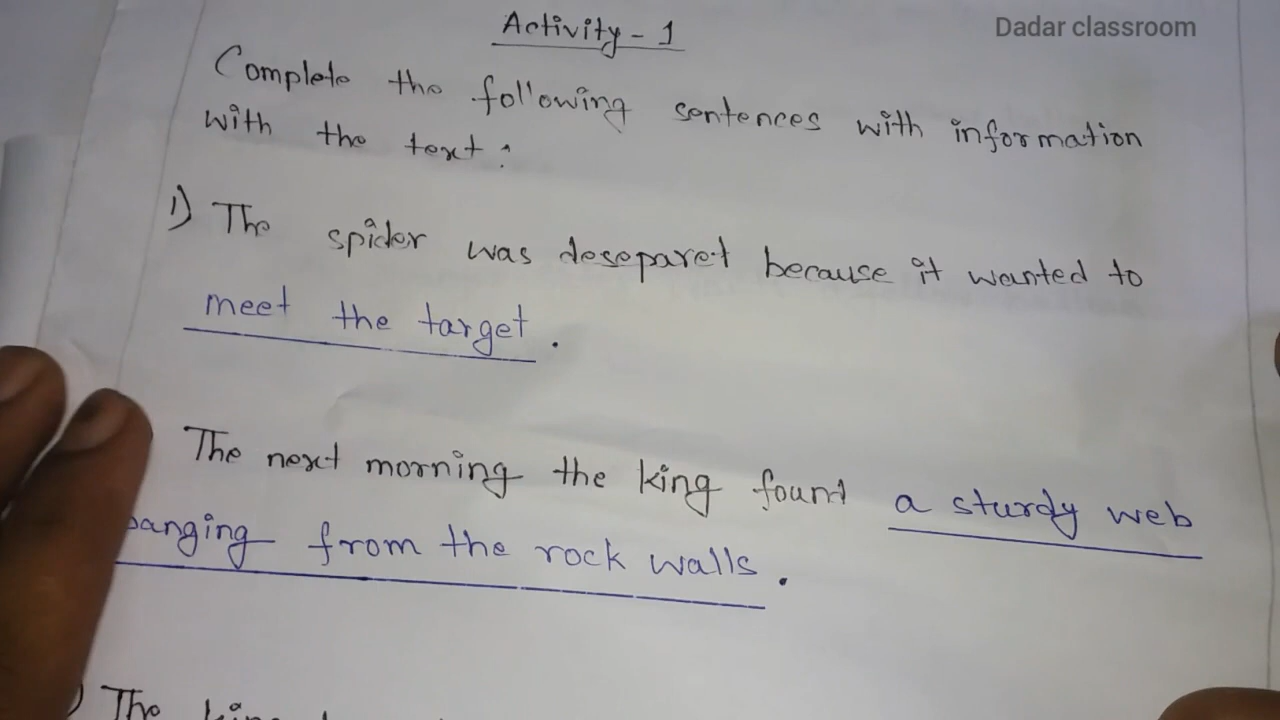 Activity - 1
Dadar classroom
Complete the following sentences with information
with the text :
1) The spider was deseparet because it wanted to
meet the target .
The next morning the king found a sturdy web
hanging from the rock walls .
The king